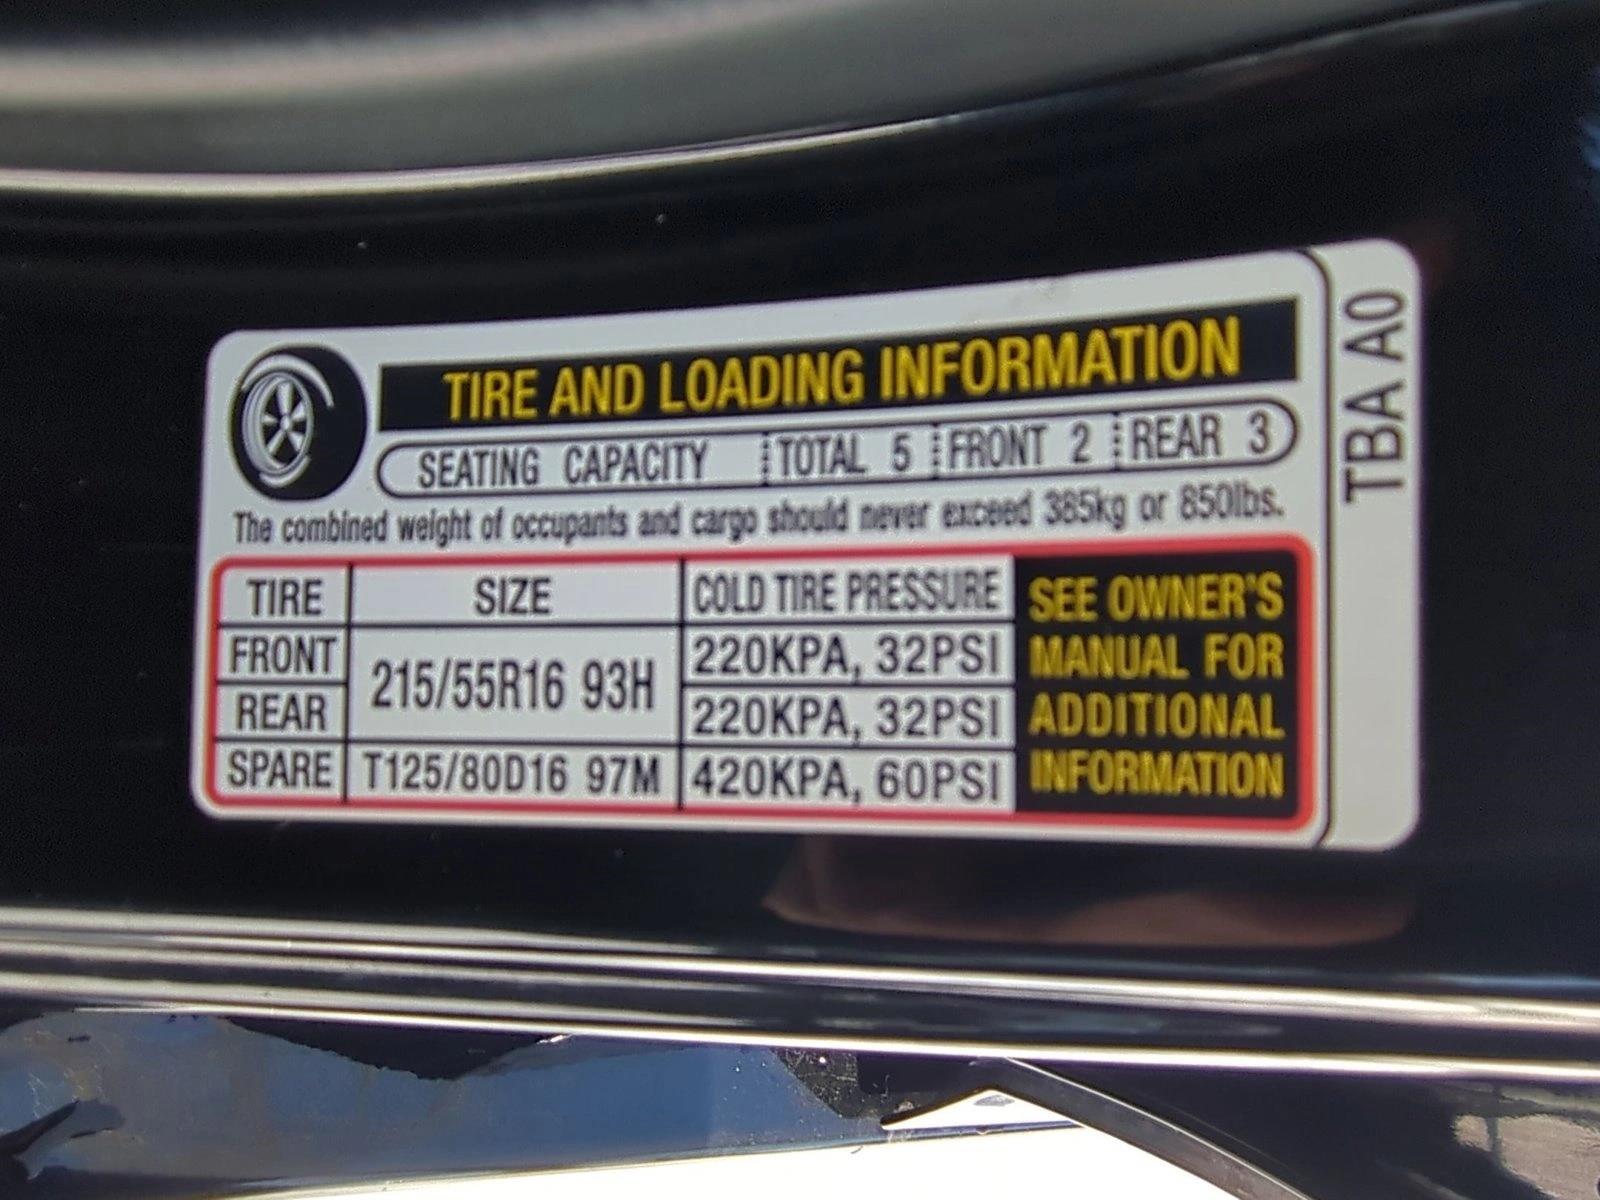 TIRE AND LOADING INFORMATION
SEATING CAPACITY TOTAL 5 FRONT 2 REAR 3
The combined weight of occupants and cargo should never exceed 385kg or 850lbs.
TIRE SIZE COLD TIRE PRESSURE
FRONT 215/55R16 93H 220KPA, 32PSI
REAR 220KPA, 32PSI
SPARE T125/80D16 97M 420KPA, 60PSI
SEE OWNER'S
MANUAL FOR
ADDITIONAL
INFORMATION
TBA A0